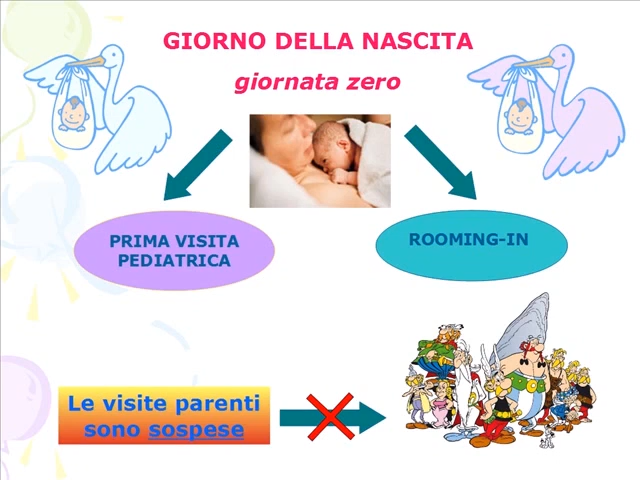 GIORNO DELLA NASCITA
giornata zero
PRIMA VISITA
PEDIATRICA
ROOMING-IN
Le visite parenti
sono sospese